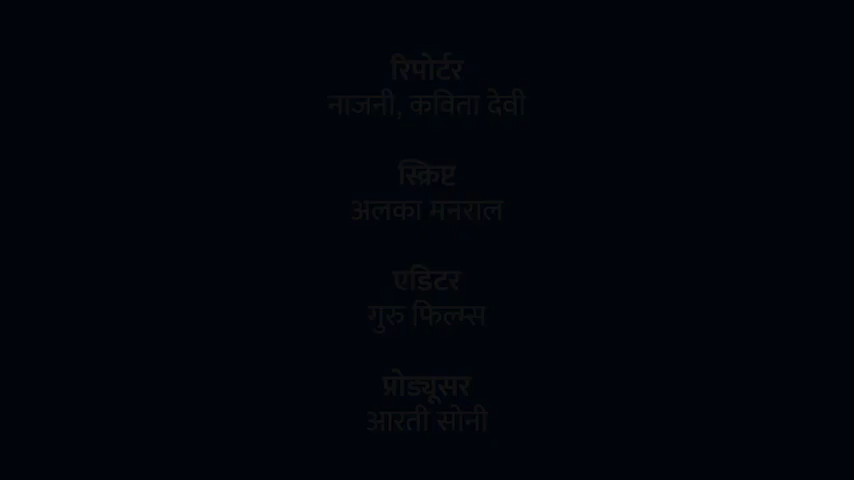 रिपोर्टर
नाजनी, कविता देवी
स्क्रिप्ट
अलका मनराल
एडिटर
गुरु फिल्म्स
प्रोड्यूसर
आरती सोनी